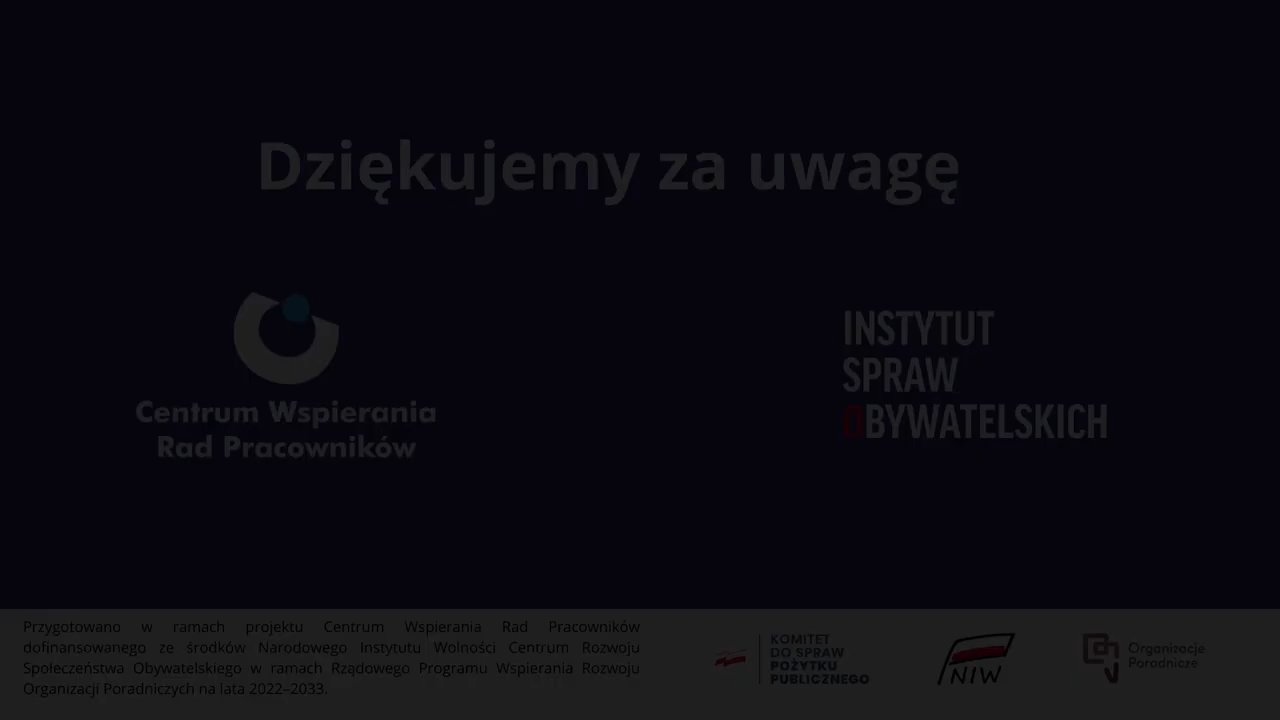 Dziękujemy za uwagę
Centrum Wspierania
Rad Pracowników
INSTYTUT
SPRAW
OBYWATELSKICH
Przygotowano w ramach projektu Centrum Wspierania Rad Pracowników
dofinansowanego ze środków Narodowego Instytutu Wolności Centrum Rozwoju
Społeczeństwa Obywatelskiego w ramach Rządowego Programu Wspierania Rozwoju
Organizacji Poradniczych na lata 2022–2033.
KOMITET
DO SPRAW
POŻYTKU
PUBLICZNEGO
NIW
Organizacje
Poradnicze